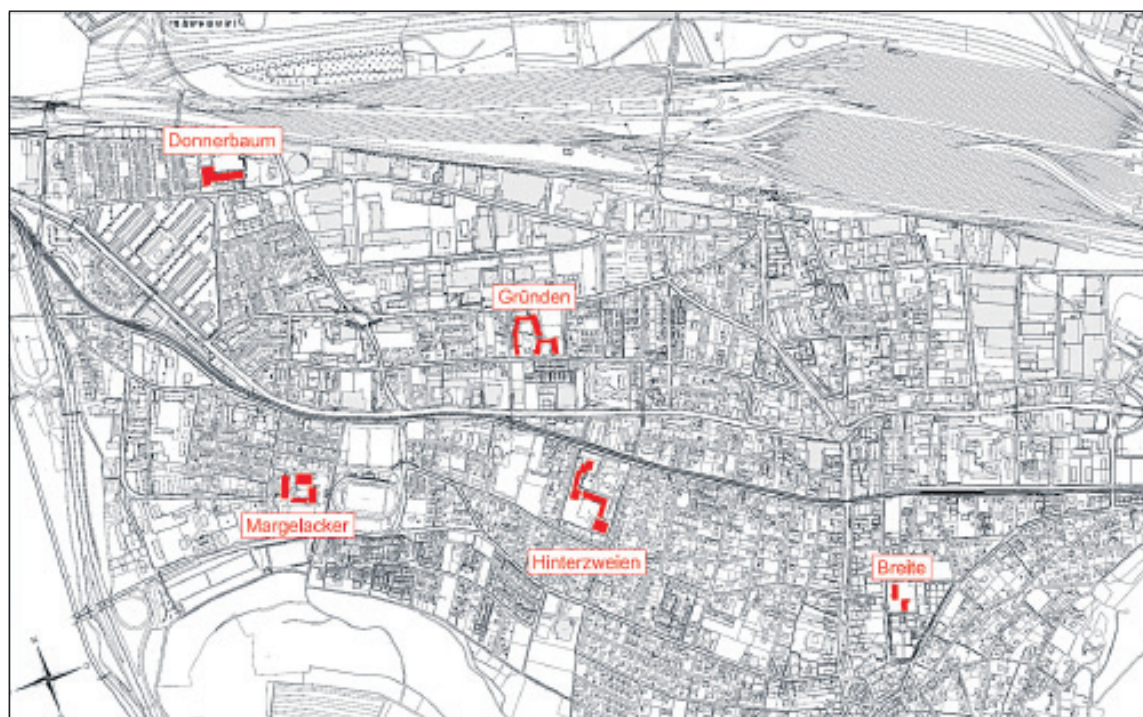 Donnerbaum
Gründen
Margelacker
Hinterzweien
Breite